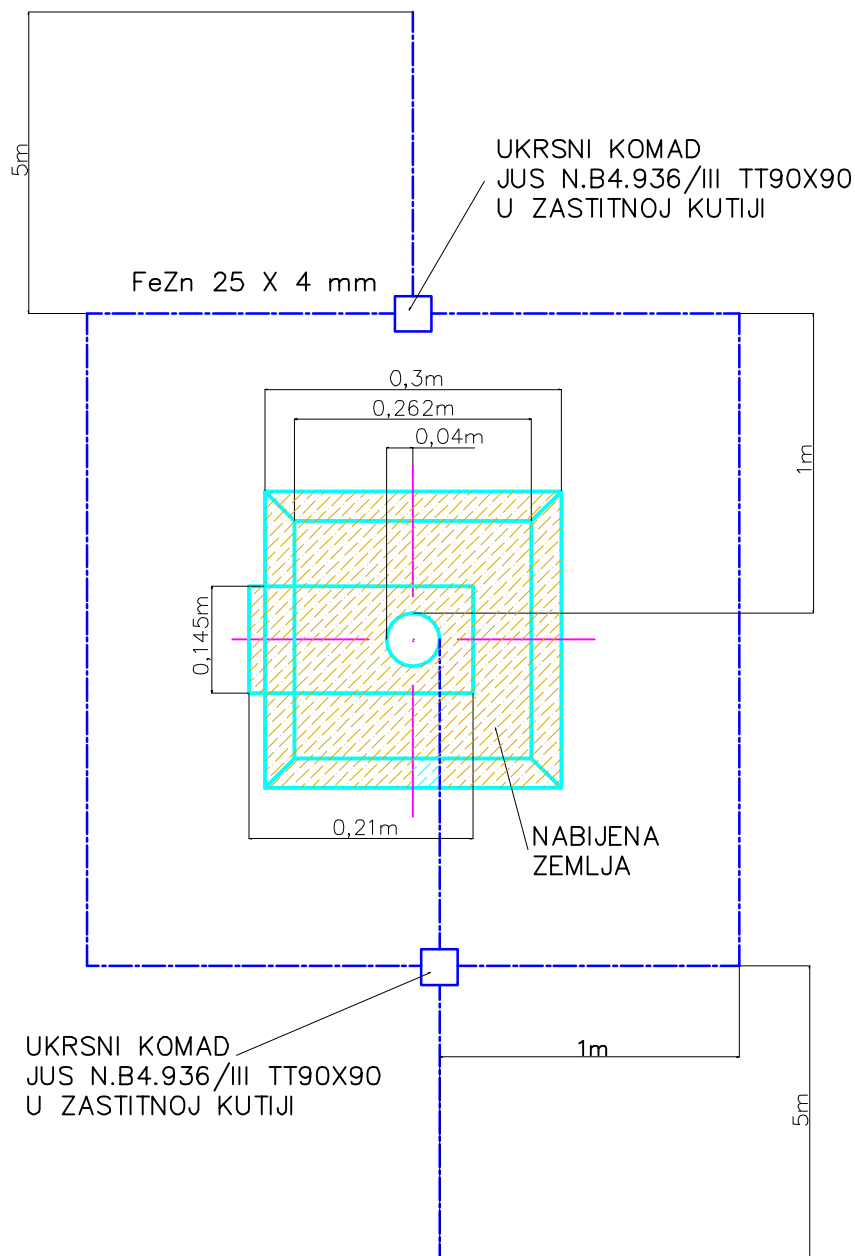 5m
UKRSNI KOMAD
JUS N.B4.936/III TT90X90
U ZASTITNOJ KUTIJI
FeZn 25 X 4 mm
0,3m
0,262m
0,04m
1m
0,145m
0,21m
NABIJENA
ZEMLJA
UKRSNI KOMAD
JUS N.B4.936/III TT90X90
U ZASTITNOJ KUTIJI
1m
5m